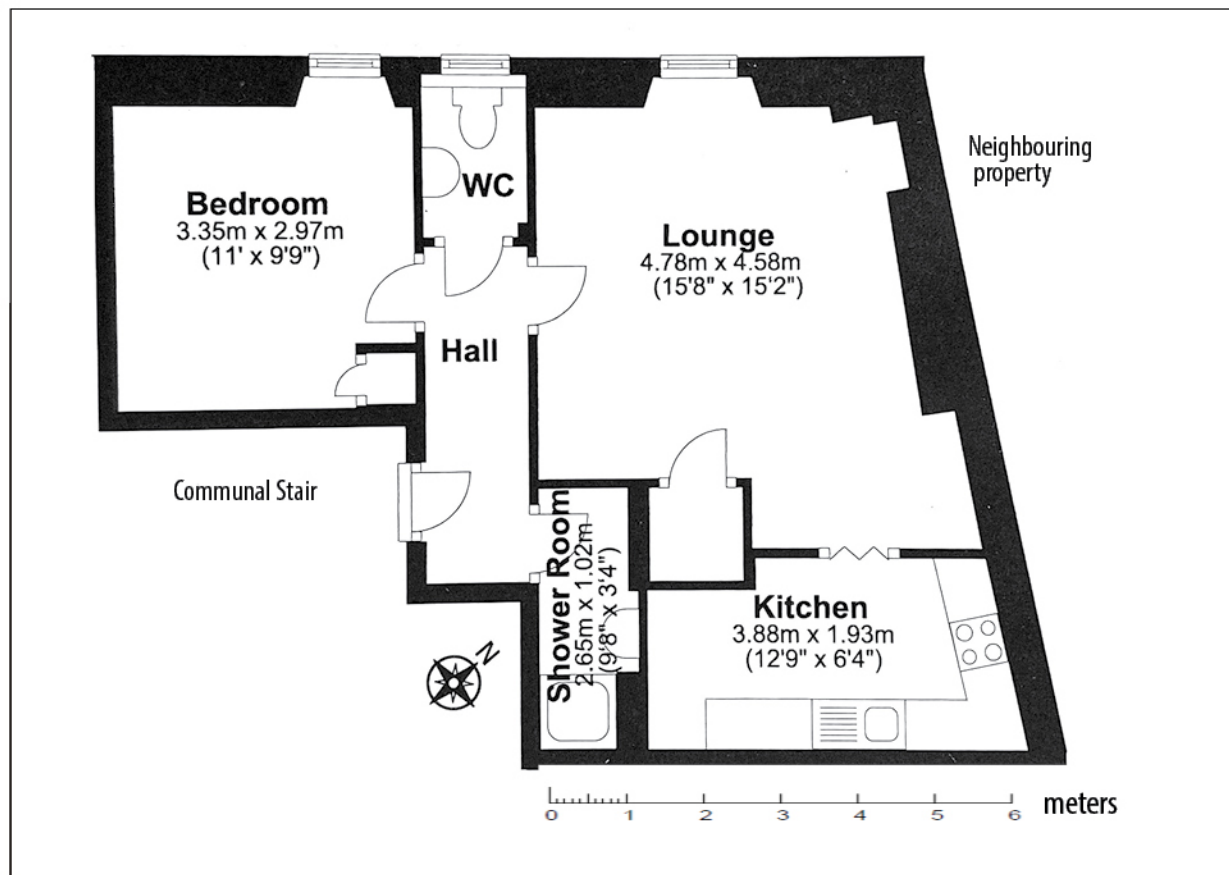 Neighbouring
property
Bedroom
3.35m x 2.97m
(11' x 9'9")
WC
Lounge
4.78m x 4.58m
(15'8" x 15'2")
Hall
Communal Stair
Shower Room
2.65m x 1.02m
(9'8" x 3'4")
Kitchen
3.88m x 1.93m
(12'9" x 6'4")
N
0 1 2 3 4 5 6 meters